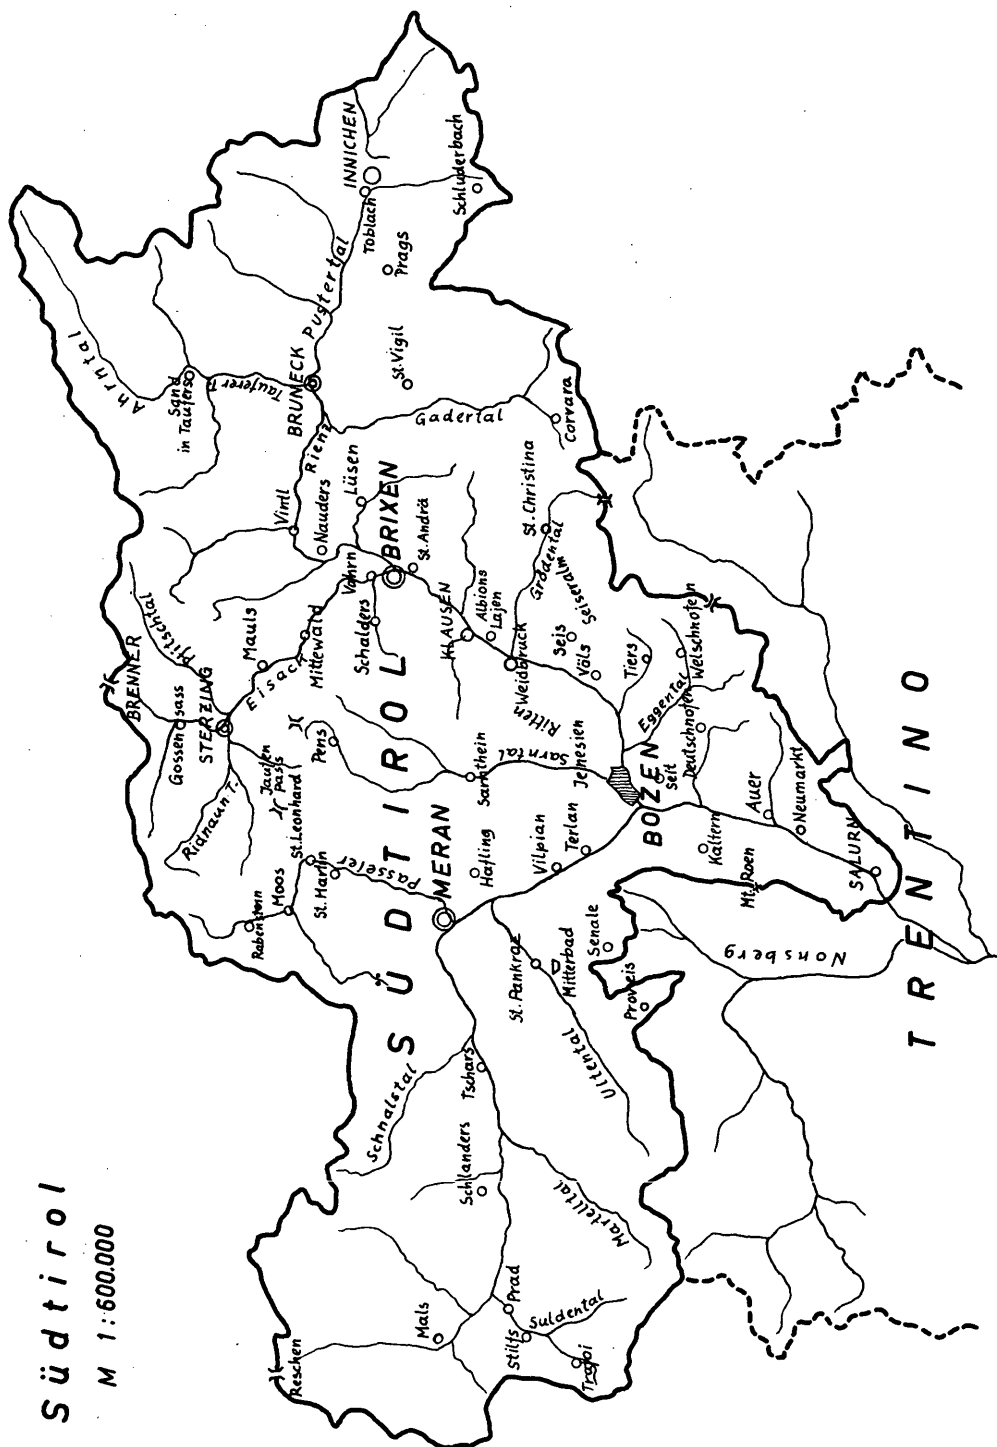 Südtirol
M 1:600.000
Reschen
Mals
Prad
Stilfs
Suldental
Trafoi
Martelltal
Schlanders
Schnalstal
Tschars
Ultental
St. Pankraz
Mitterbad
Senale
Proveis
Nonsberg
SÜDTIROL
MERAN
Passeier
Hafling
Vilpian
Terlan
Rabenstein
Moos
St. Martin
St. Leonhard
Jaufen
Pass
Ridnaun T.
Gossensass
STERZING
BRENNER
Pfitschtal
Eisack
Mauls
Mittewald
Pens
Sarnthein
Sarntal
Jenesien
Ritten
BOZEN
Seit
Kaltern
Mt. Roen
Auer
Neumarkt
SALURN
Deutschnofen
Eggental
Welschnofen
Tiers
Völs
Seis
Seiseralm
Weidbruck
Grödental
St. Christina
Lajen
Albions
KLAUSEN
Schalders
Vahrn
BRIXEN
St. Andrä
Lüsen
Nauders
Vintl
Rienz
BRUNECK
Pustertal
Tauferer T.
Sand
in Taufers
Ahrntal
Gadertal
Corvara
St. Vigil
Prags
Toblach
INNICHEN
Schluderbach
TRENTINO